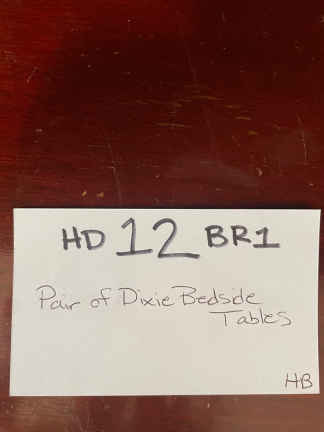 HD 12 BR1
Pair of Dixie Bedside
Tables
HB